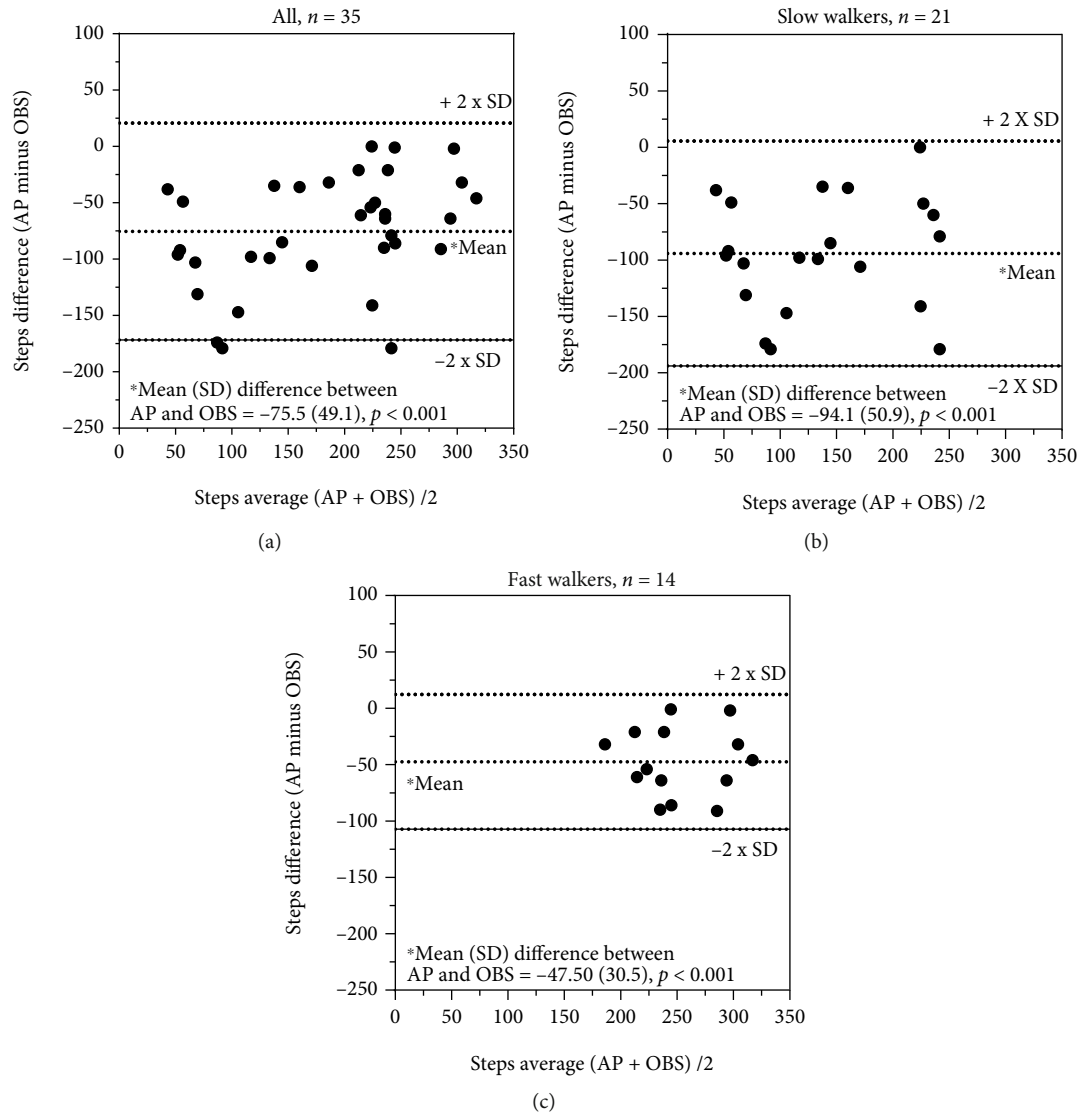 All, n = 35
Steps difference (AP minus OBS)
100
50
0
−50
−100
−150
−200
−250
+ 2 x SD
*Mean
−2 x SD
*Mean (SD) difference between
AP and OBS = −75.5 (49.1), p < 0.001
0 50 100 150 200 250 300 350
Steps average (AP + OBS) /2
(a)
Slow walkers, n = 21
Steps difference (AP minus OBS)
100
50
0
−50
−100
−150
−200
−250
+ 2 X SD
*Mean
−2 X SD
*Mean (SD) difference between
AP and OBS = −94.1 (50.9), p < 0.001
0 50 100 150 200 250 300 350
Steps average (AP + OBS) /2
(b)
Fast walkers, n = 14
Steps difference (AP minus OBS)
100
50
0
−50
−100
−150
−200
−250
+ 2 x SD
*Mean
−2 x SD
*Mean (SD) difference between
AP and OBS = −47.50 (30.5), p < 0.001
0 50 100 150 200 250 300 350
Steps average (AP + OBS) /2
(c)